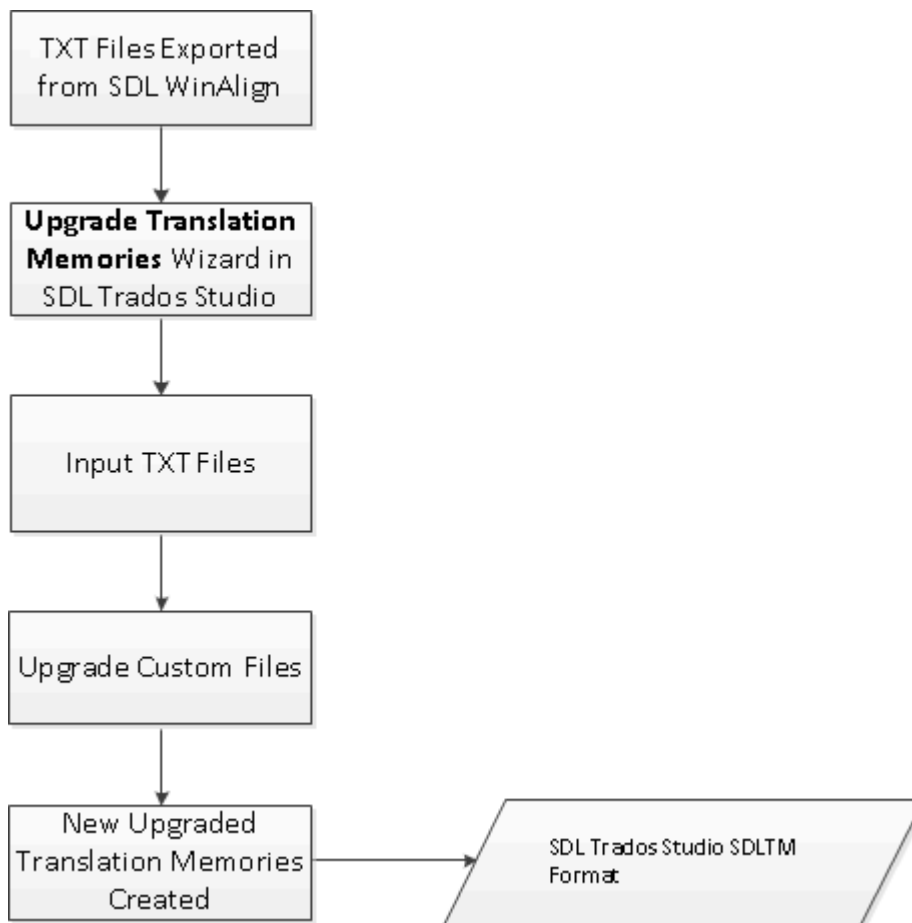 TXT Files Exported
from SDL WinAlign
Upgrade Translation
Memories Wizard in
SDL Trados Studio
Input TXT Files
Upgrade Custom Files
New Upgraded
Translation Memories
Created
SDL Trados Studio SDLTM
Format